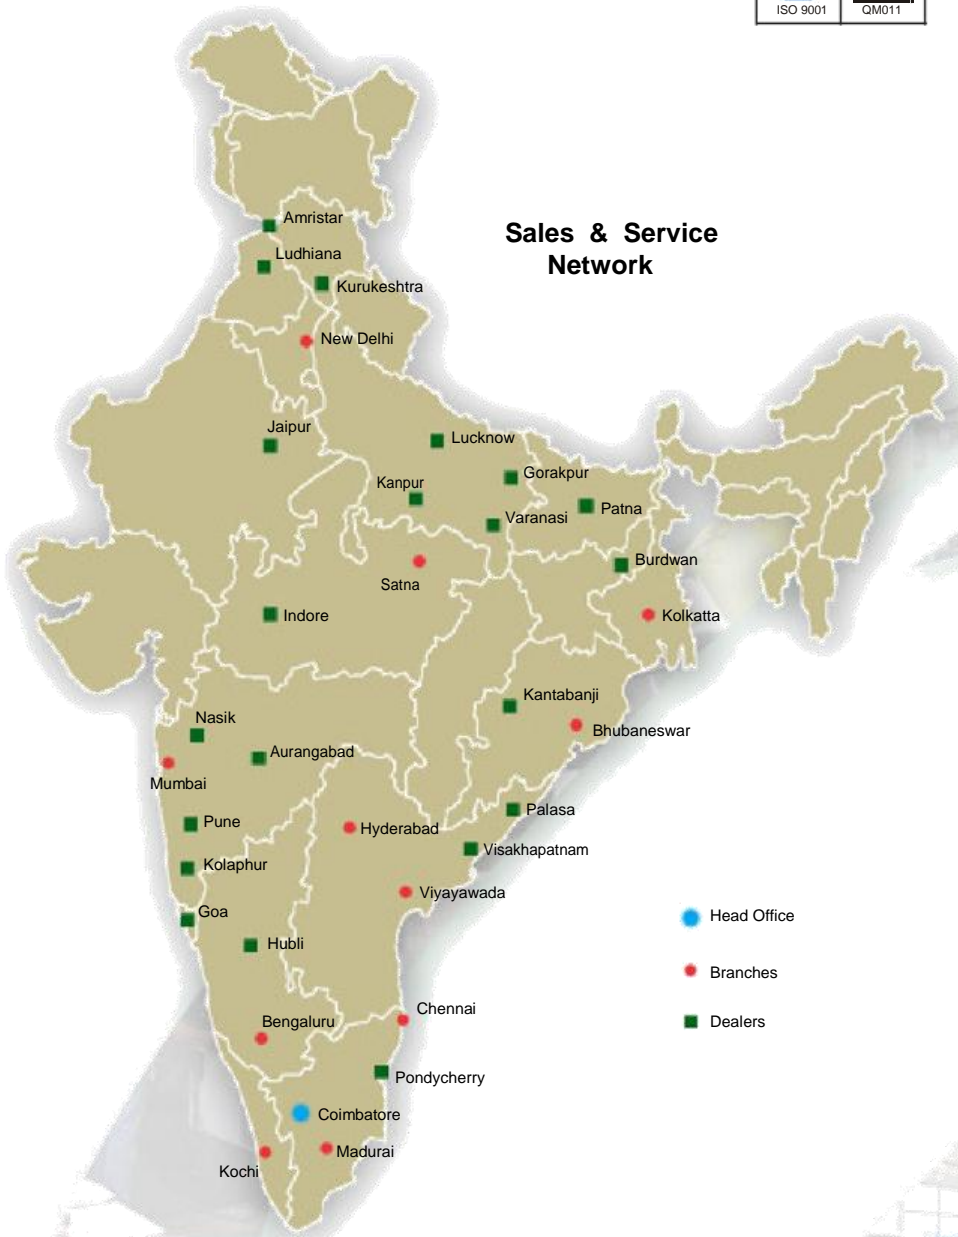 ISO 9001
QM011
Sales & Service
Network
Amristar
Ludhiana
Kurukeshtra
New Delhi
Jaipur
Lucknow
Gorakpur
Kanpur
Patna
Varanasi
Burdwan
Satna
Indore
Kolkatta
Kantabanji
Nasik
Bhubaneswar
Aurangabad
Mumbai
Palasa
Pune
Hyderabad
Visakhapatnam
Kolaphur
Viyayawada
Goa
Head Office
Hubli
Branches
Chennai
Bengaluru
Dealers
Pondycherry
Coimbatore
Madurai
Kochi